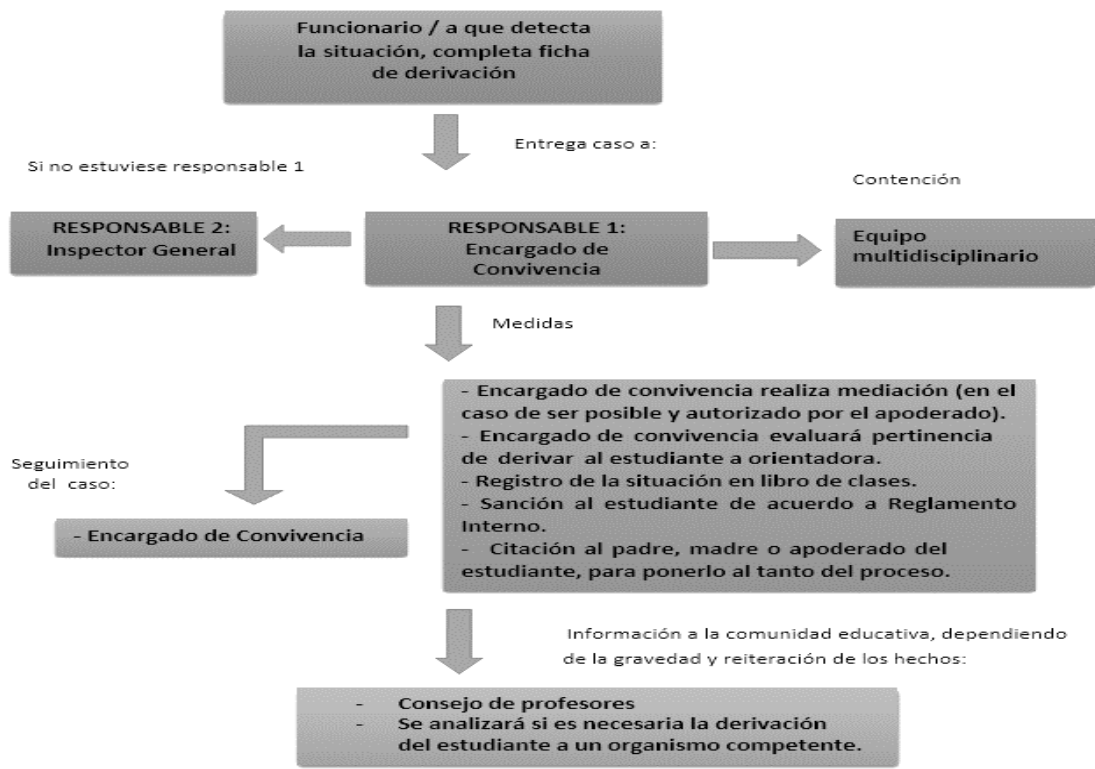 Funcionario / a que detecta
la situación, completa ficha
de derivación
Entrega caso a:
Si no estuviese responsable 1
Contención
RESPONSABLE 2:
Inspector General
RESPONSABLE 1:
Encargado de
Convivencia
Equipo
multidisciplinario
Medidas
- Encargado de convivencia realiza mediación (en el
caso de ser posible y autorizado por el apoderado).
- Encargado de convivencia evaluará pertinencia
de derivar al estudiante a orientadora.
- Registro de la situación en libro de clases.
- Sanción al estudiante de acuerdo a Reglamento
Interno.
- Citación al padre, madre o apoderado del
estudiante, para ponerlo al tanto del proceso.
Seguimiento
del caso:
- Encargado de Convivencia
Información a la comunidad educativa, dependiendo
de la gravedad y reiteración de los hechos:
- Consejo de profesores
- Se analizará si es necesaria la derivación
del estudiante a un organismo competente.